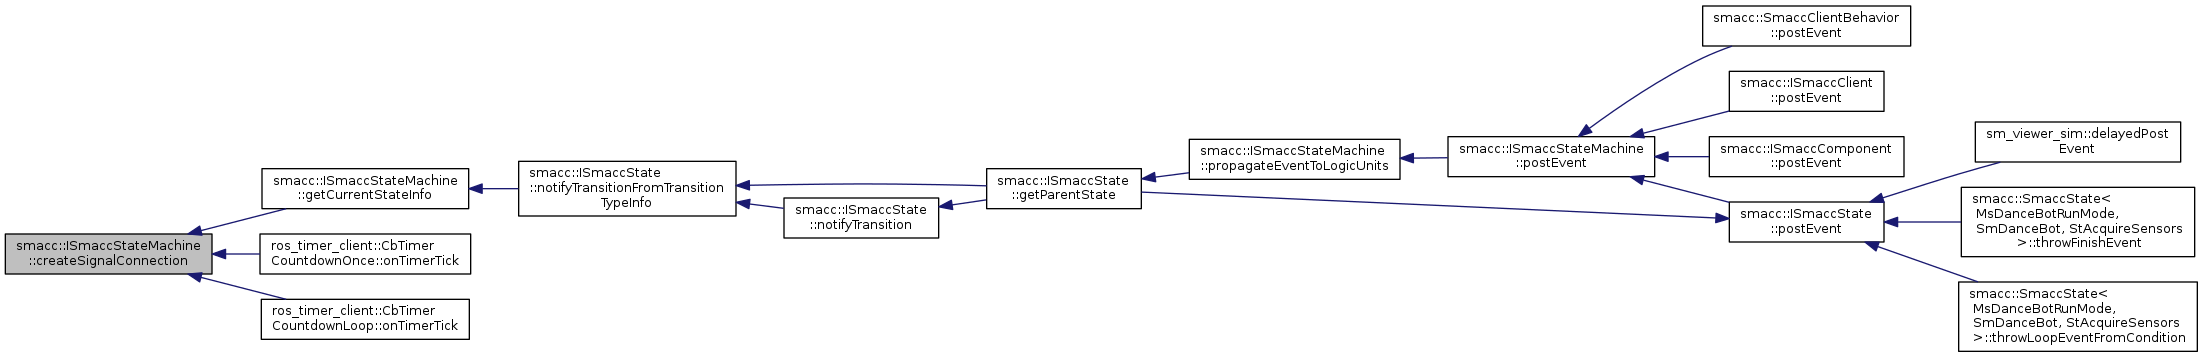 smacc::ISmaccStateMachine
::createSignalConnection
smacc::ISmaccStateMachine
::getCurrentStateInfo
ros_timer_client::CbTimer
CountdownOnce::onTimerTick
ros_timer_client::CbTimer
CountdownLoop::onTimerTick
smacc::ISmaccState
::notifyTransitionFromTransition
TypeInfo
smacc::ISmaccState
::notifyTransition
smacc::ISmaccState
::getParentState
smacc::ISmaccStateMachine
::propagateEventToLogicUnits
smacc::ISmaccStateMachine
::postEvent
smacc::SmaccClientBehavior
::postEvent
smacc::ISmaccClient
::postEvent
smacc::ISmaccComponent
::postEvent
smacc::ISmaccState
::postEvent
sm_viewer_sim::delayedPost
Event
smacc::SmaccState<
MsDanceBotRunMode,
SmDanceBot, StAcquireSensors
>::throwFinishEvent
smacc::SmaccState<
MsDanceBotRunMode,
SmDanceBot, StAcquireSensors
>::throwLoopEventFromCondition